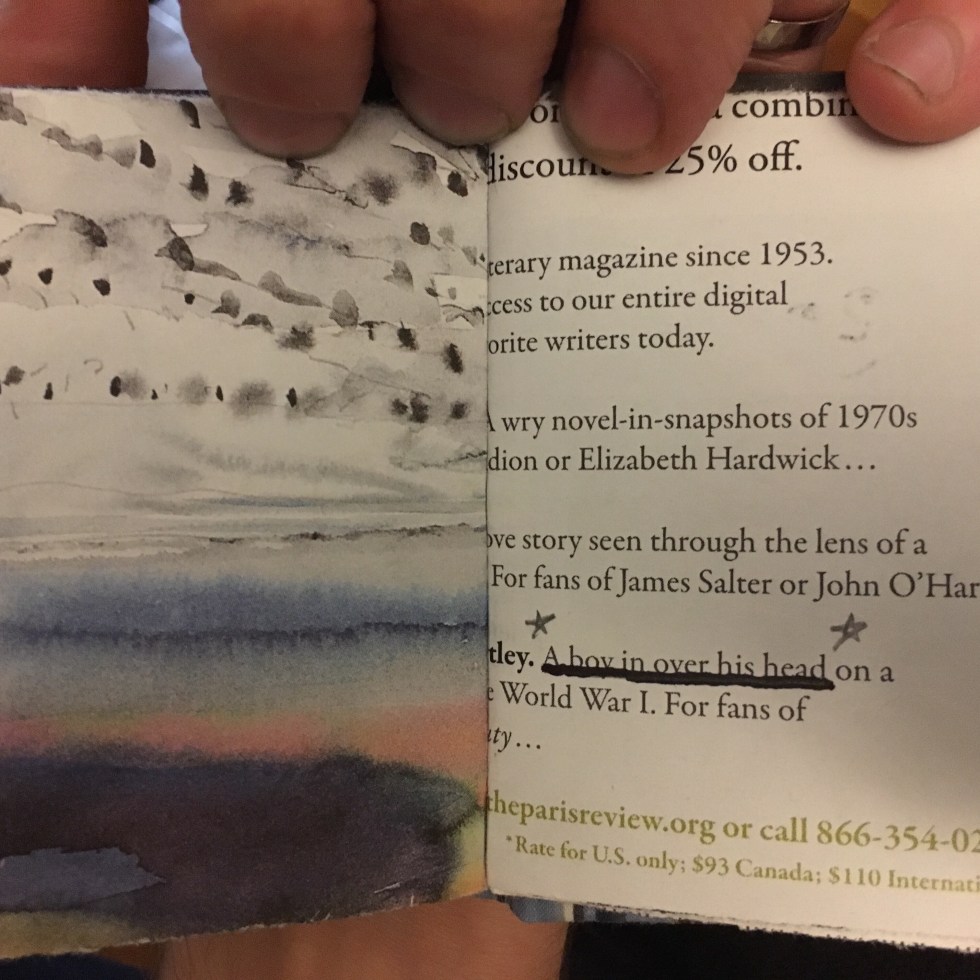 combin
discoun 25% off.
terary magazine since 1953.
ccess to our entire digital
orite writers today.
A wry novel-in-snapshots of 1970s
dion or Elizabeth Hardwick...
ove story seen through the lens of a
For fans of James Salter or John O'Har
tley. A boy in over his head on a
e World War I. For fans of
uty...
theparisreview.org or call 866-354-02
*Rate for U.S. only; $93 Canada; $110 Internati